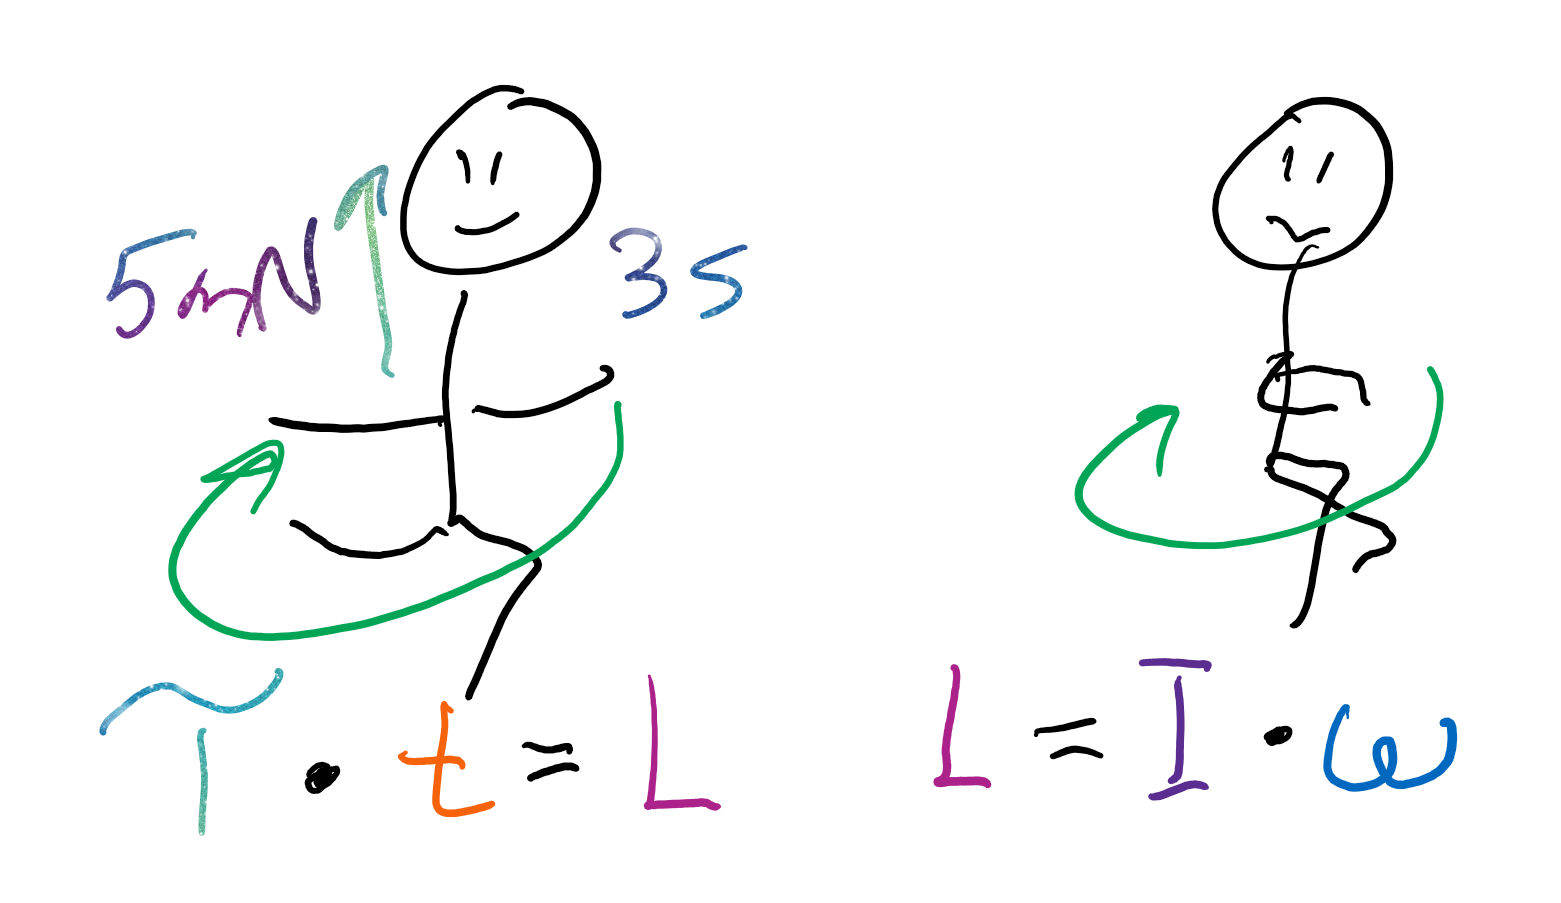 5mN 3s
τ • t = L
L = I • ω